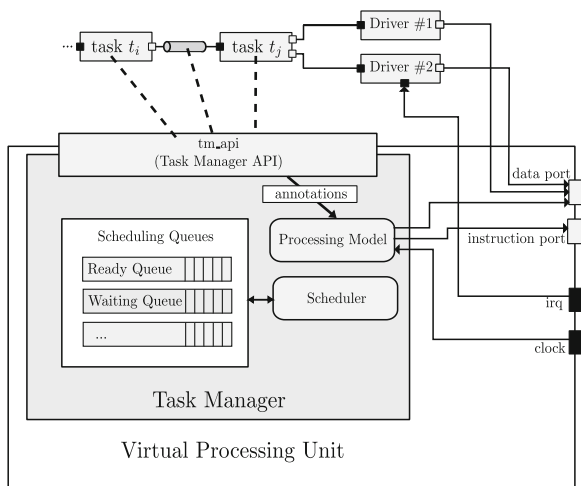 ... task t_i
task t_j
Driver #1
Driver #2
tm_api
(Task Manager API)
data port
annotations
Scheduling Queues
Processing Model
instruction port
Ready Queue
Waiting Queue
Scheduler
...
irq
clock
Task Manager
Virtual Processing Unit